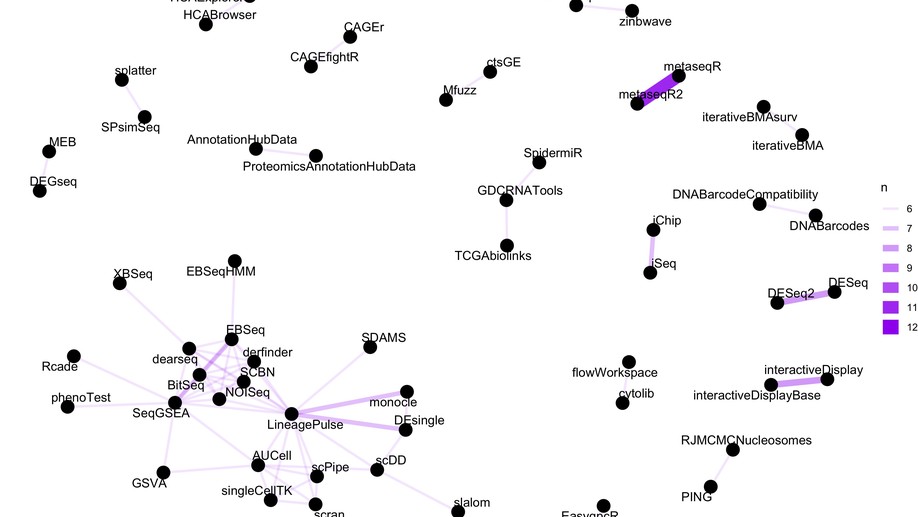 HCABrowser
CAGEr
CAGEfightR
zinbwave
splatter
ctsGE
Mfuzz
metaseqR
metaseqR2
SPsimSeq
iterativeBMAsurv
iterativeBMA
MEB
AnnotationHubData
ProteomicsAnnotationHubData
DEGseq
SpidermiR
GDCRNATools
TCGAbiolinks
DNABarcodeCompatibility
DNABarcodes
iChip
iSeq
n
6
7
8
9
10
11
12
XBSeq
EBSeqHMM
DESeq
DESeq2
EBSeq
SDAMS
dearseq
derfinder
Rcade
SCBN
BitSeq
NOISeq
phenoTest
SeqGSEA
LineagePulse
monocle
DEsingle
flowWorkspace
cytolib
interactiveDisplay
interactiveDisplayBase
RJMCMCNucleosomes
PING
AUCell
scPipe
scDD
GSVA
singleCellTK
scran
slalom